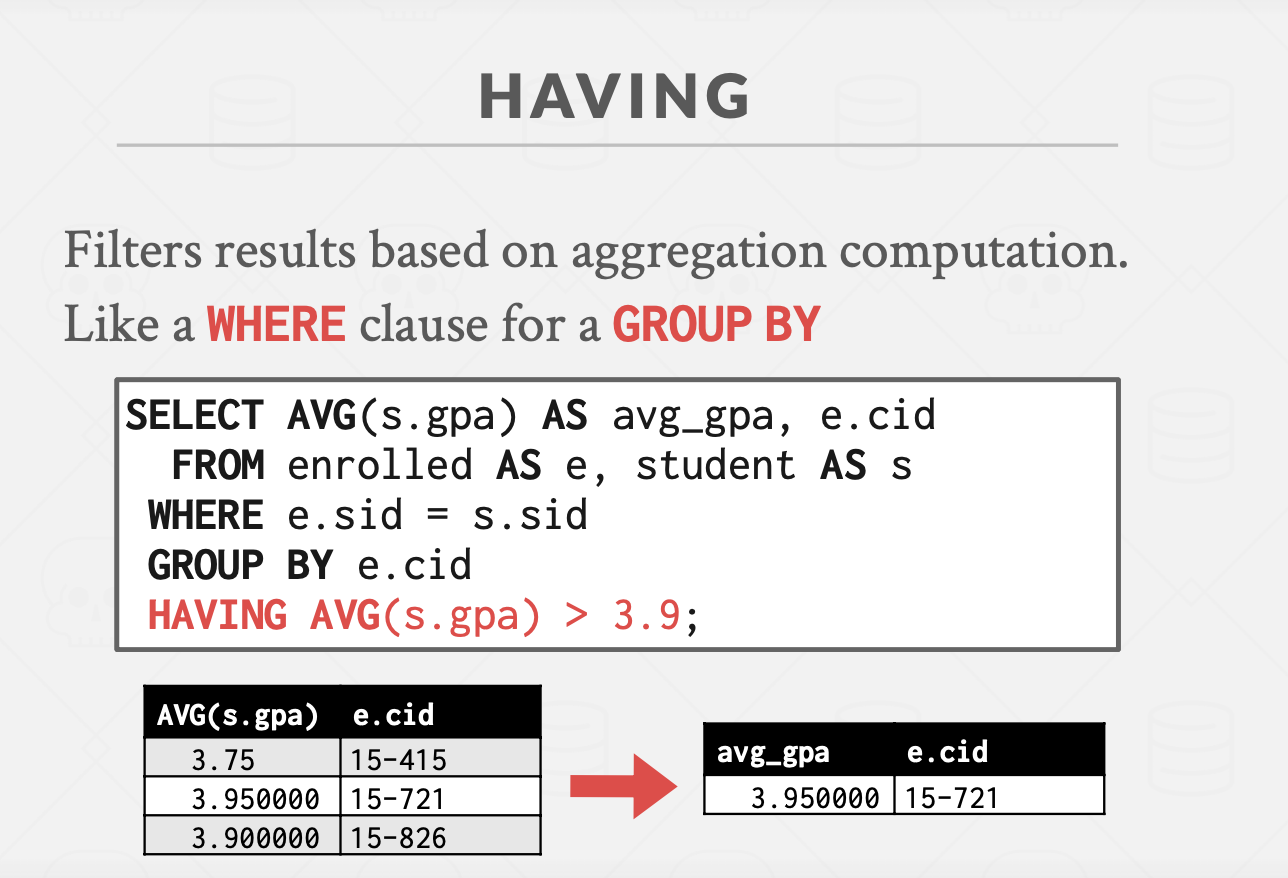 HAVING
Filters results based on aggregation computation.
Like a WHERE clause for a GROUP BY
SELECT AVG(s.gpa) AS avg_gpa, e.cid
FROM enrolled AS e, student AS s
WHERE e.sid = s.sid
GROUP BY e.cid
HAVING AVG(s.gpa) > 3.9;
AVG(s.gpa) e.cid
3.75 15-415
3.950000 15-721
3.900000 15-826
avg_gpa e.cid
3.950000 15-721